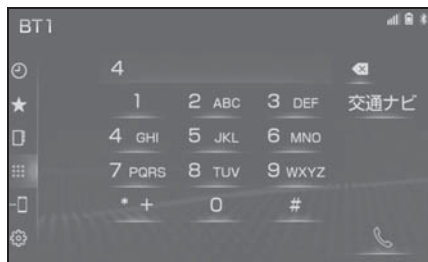 BT1
4
1 2 ABC 3 DEF 交通ナビ
4 GHI 5 JKL 6 MNO
7 PQRS 8 TUV 9 WXYZ
* + 0 #